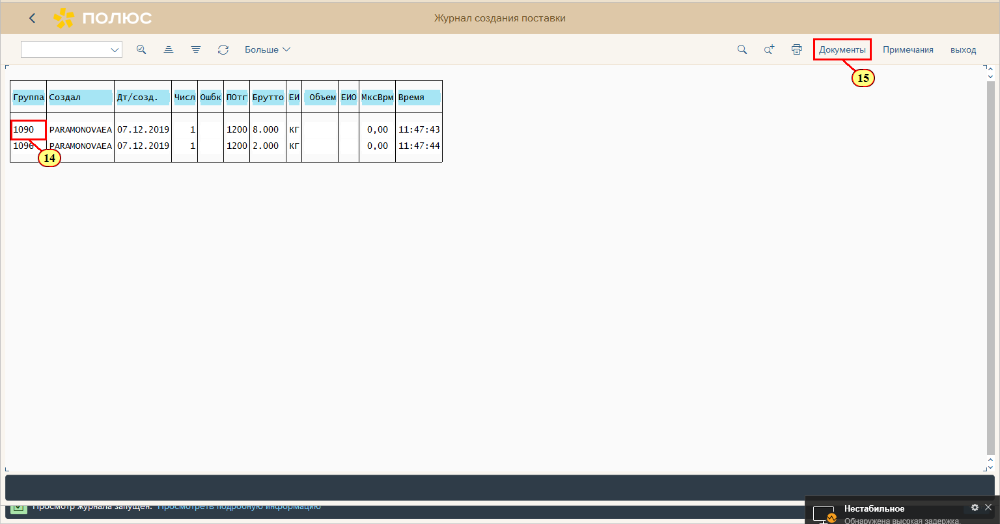 ПОЛЮС
Журнал создания поставки
Больше
Документы
Примечания
выход
15
Группа Создал Дт/созд. Числ Ошбк ПОтг Брутто ЕИ Объем ЕИО МксВрм Время
1090 PARAMONOVAEA 07.12.2019 1 1200 8.000 КГ 0,00 11:47:43
1096 PARAMONOVAEA 07.12.2019 1 1200 2.000 КГ 0,00 11:47:44
14
Просмотр журнала запущен. Просмотреть подробную информацию
Нестабильное
Обнаружена высокая задержка.